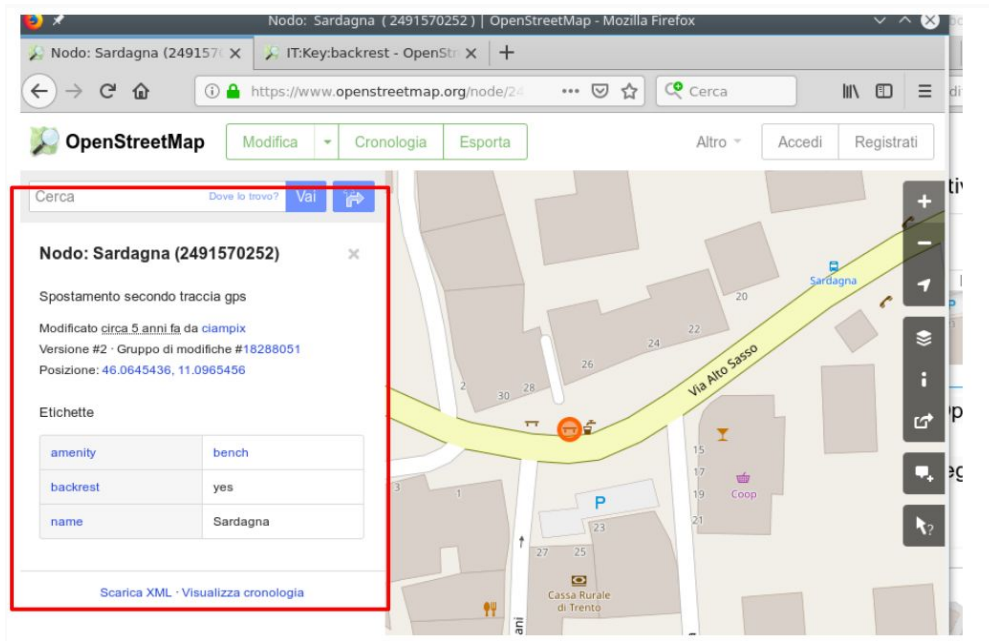 Nodo: Sardagna ( 2491570252 ) | OpenStreetMap - Mozilla Firefox
Nodo: Sardagna (249157
IT:Key:backrest - OpenStr
https://www.openstreetmap.org/node/24
Cerca
OpenStreetMap
Modifica
Cronologia
Esporta
Altro
Accedi
Registrati
Cerca
Dove lo trovo?
Vai
Nodo: Sardagna (2491570252)
Spostamento secondo traccia gps
Modificato circa 5 anni fa da ciampix
Versione #2 · Gruppo di modifiche #18288051
Posizione: 46.0645436, 11.0965456
Etichette
amenity bench
backrest yes
name Sardagna
Scarica XML · Visualizza cronologia
Sardagna
20
22
24
26
28
30
2
Via Alto Sasso
15
17
19
21
Coop
3
1
P
23
25
27
Cassa Rurale
di Trento
ani